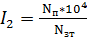 I₂ = Nп*10⁴ / Nэт